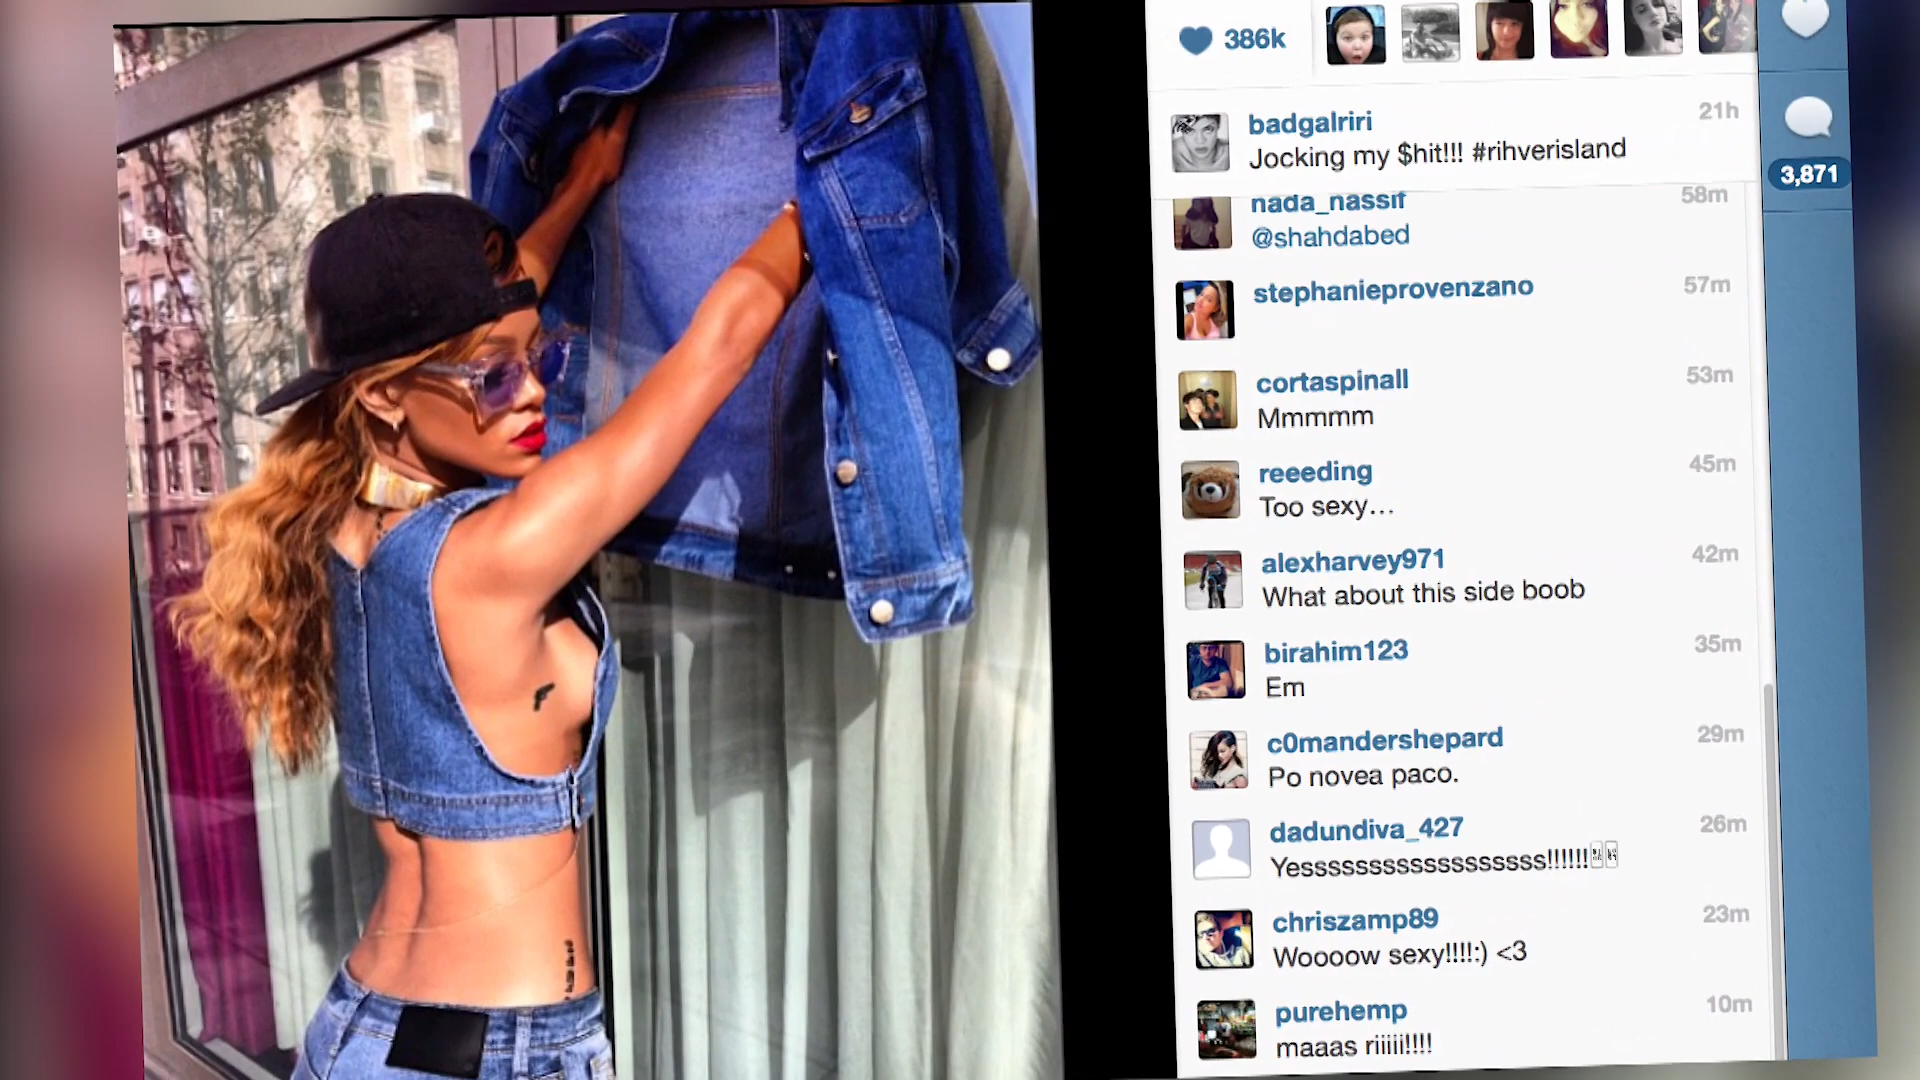 386k
badgalriri 21h
Jocking my $hit!!! #rihverisland
3,871
nada_nassif 58m
@shahdabed
stephanieprovenzano 57m
cortaspinall 53m
Mmmmm
reeeding 45m
Too sexy...
alexharvey971 42m
What about this side boob
birahim123 35m
Em
c0mandershepard 29m
Po novea paco.
dadundiva_427 26m
Yesssssssssssssssssss!!!!!!
chriszamp89 23m
Woooow sexy!!!!:) <3
purehemp 10m
maaas riiiii!!!!